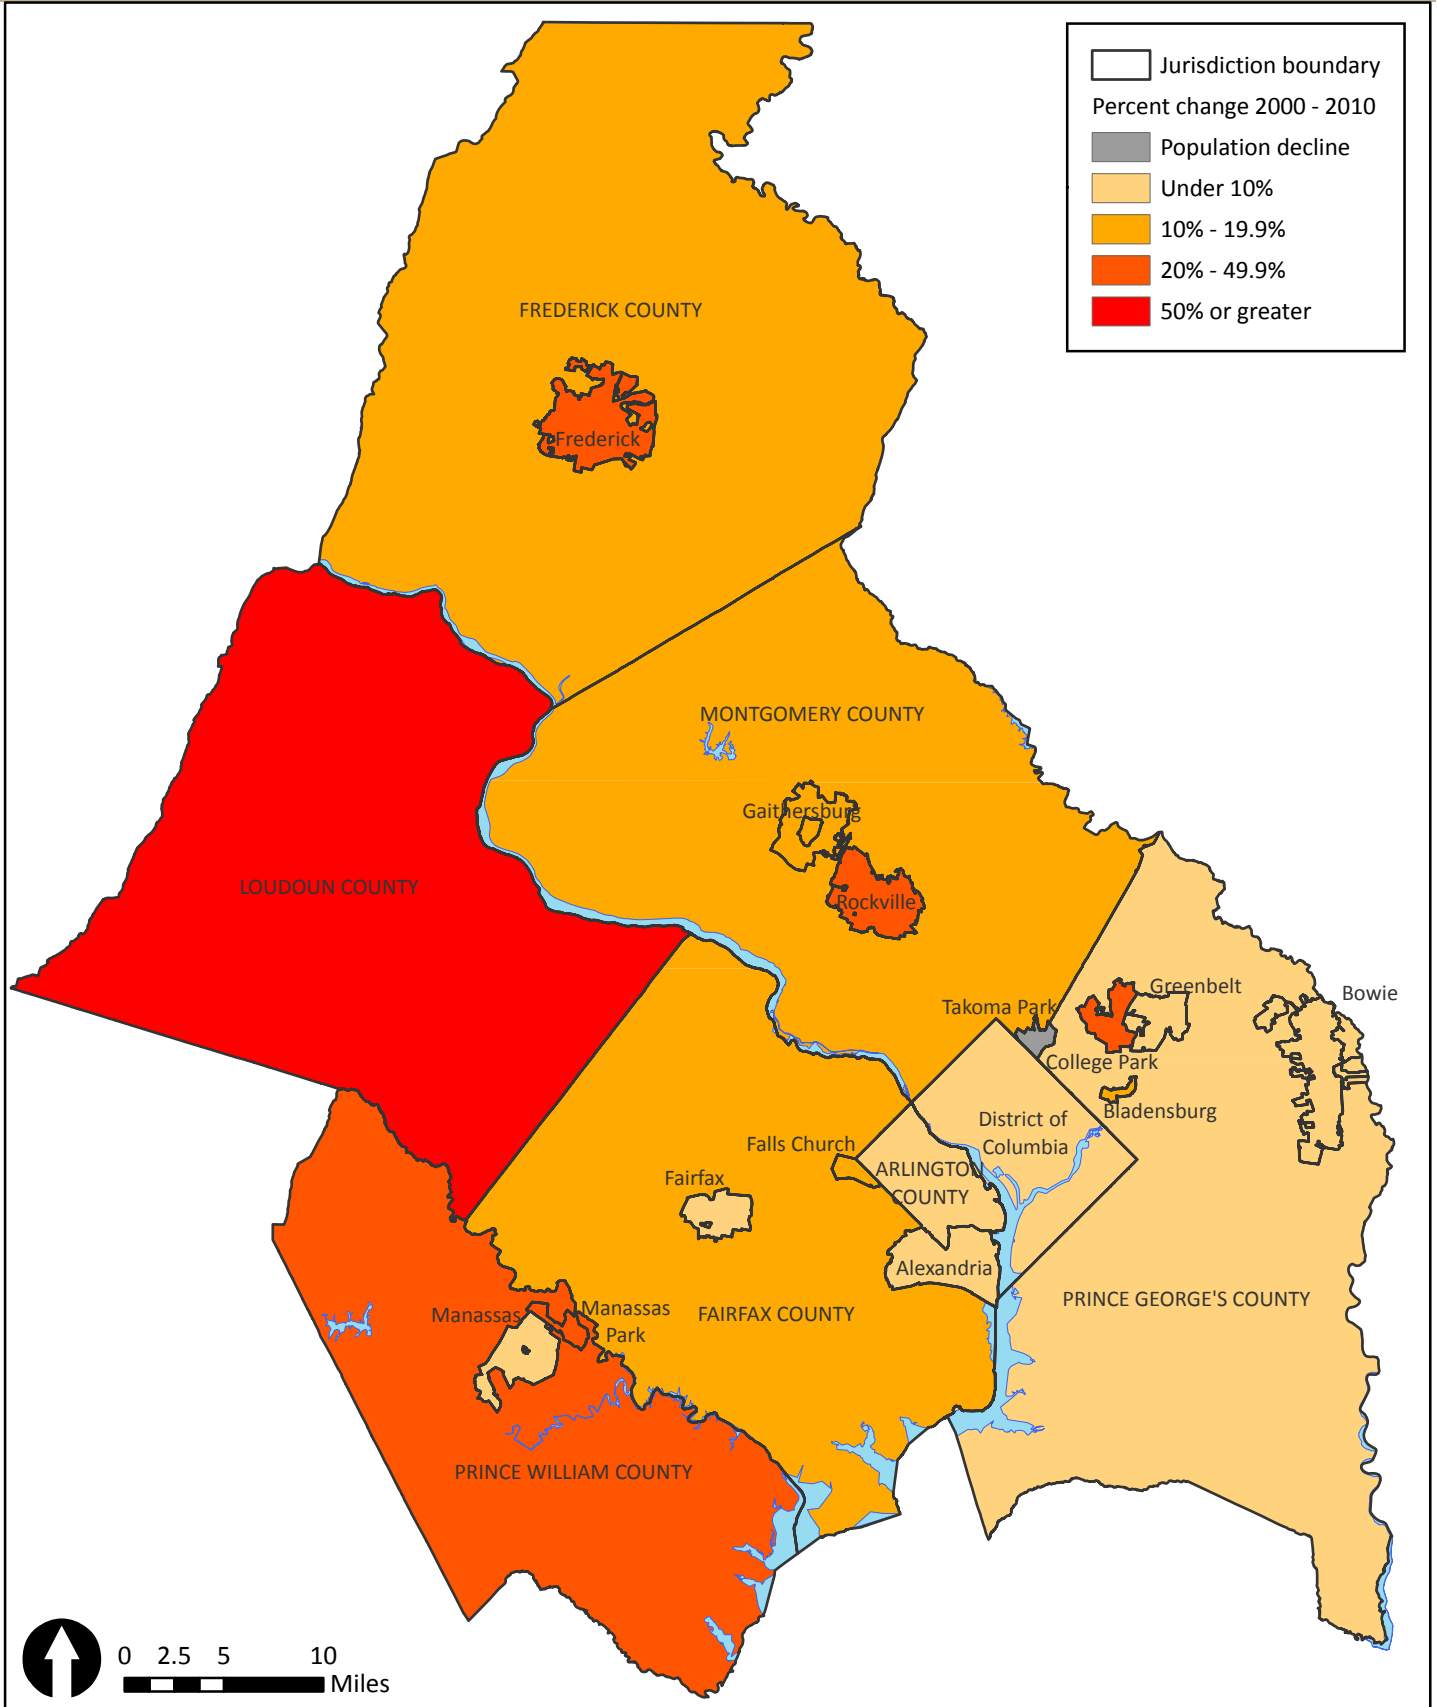 Jurisdiction boundary
Percent change 2000 - 2010
Population decline
Under 10%
10% - 19.9%
20% - 49.9%
50% or greater
FREDERICK COUNTY
Frederick
MONTGOMERY COUNTY
Gaithersburg
LOUDOUN COUNTY
Rockville
Greenbelt
Bowie
Takoma Park
College Park
Bladensburg
District of
Columbia
Falls Church
ARLINGTON
COUNTY
Fairfax
Alexandria
PRINCE GEORGE'S COUNTY
Manassas
Manassas
Park
FAIRFAX COUNTY
PRINCE WILLIAM COUNTY
0 2.5 5 10
Miles